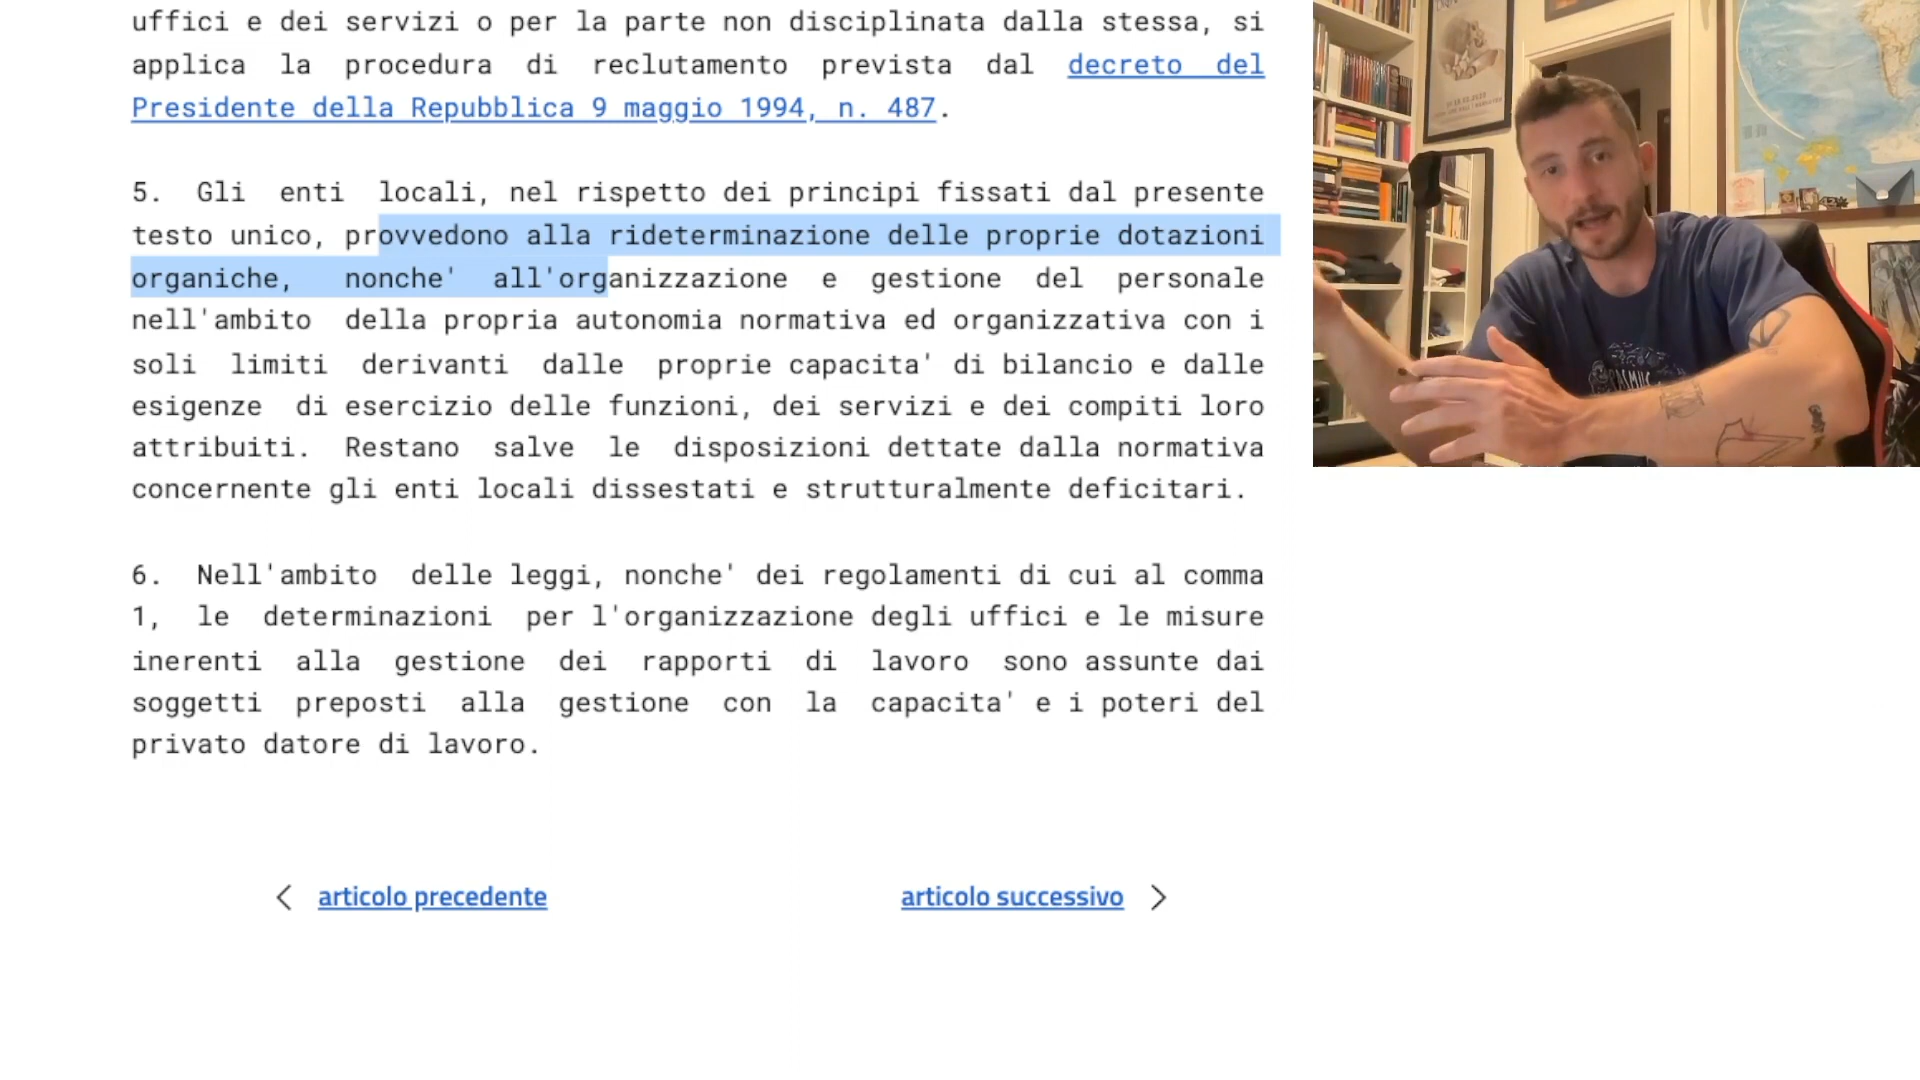 uffici e dei servizi o per la parte non disciplinata dalla stessa, si
applica la procedura di reclutamento prevista dal decreto del
Presidente della Repubblica 9 maggio 1994, n. 487.
5. Gli enti locali, nel rispetto dei principi fissati dal presente
testo unico, provvedono alla rideterminazione delle proprie dotazioni
organiche, nonche' all'organizzazione e gestione del personale
nell'ambito della propria autonomia normativa ed organizzativa con i
soli limiti derivanti dalle proprie capacita' di bilancio e dalle
esigenze di esercizio delle funzioni, dei servizi e dei compiti loro
attribuiti. Restano salve le disposizioni dettate dalla normativa
concernente gli enti locali dissestati e strutturalmente deficitari.
6. Nell'ambito delle leggi, nonche' dei regolamenti di cui al comma
1, le determinazioni per l'organizzazione degli uffici e le misure
inerenti alla gestione dei rapporti di lavoro sono assunte dai
soggetti preposti alla gestione con la capacita' e i poteri del
privato datore di lavoro.
articolo precedente
articolo successivo